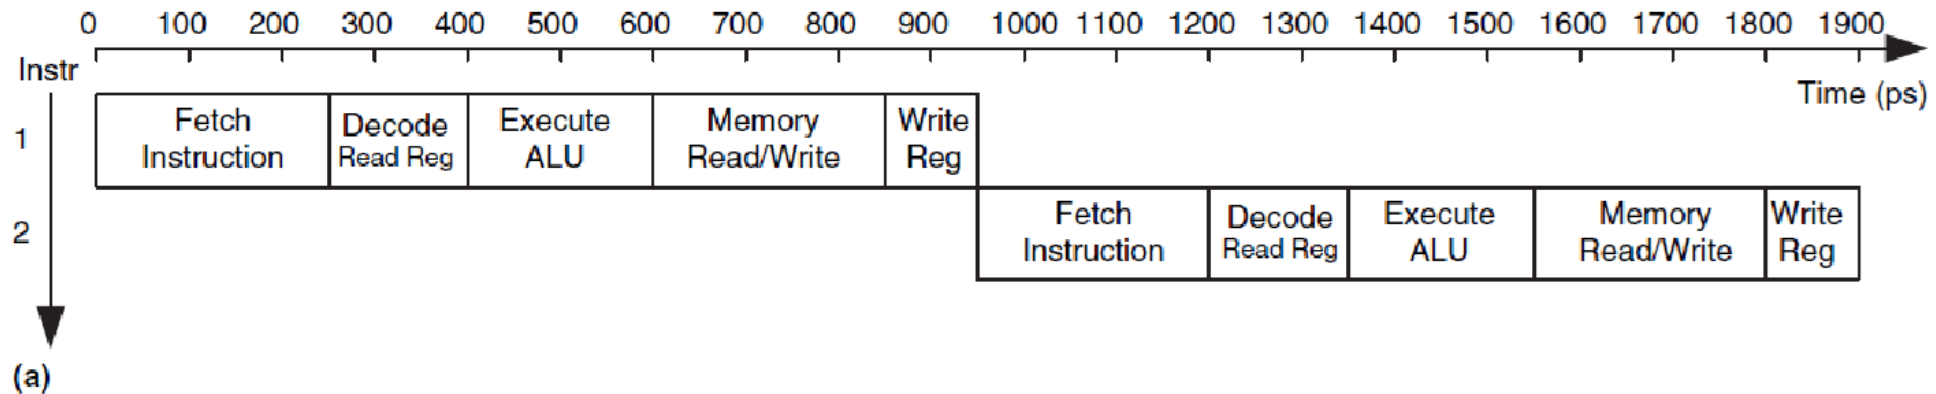 0 100 200 300 400 500 600 700 800 900 1000 1100 1200 1300 1400 1500 1600 1700 1800 1900
Instr
Time (ps)
1
Fetch
Instruction
Decode
Read Reg
Execute
ALU
Memory
Read/Write
Write
Reg
2
Fetch
Instruction
Decode
Read Reg
Execute
ALU
Memory
Read/Write
Write
Reg
(a)